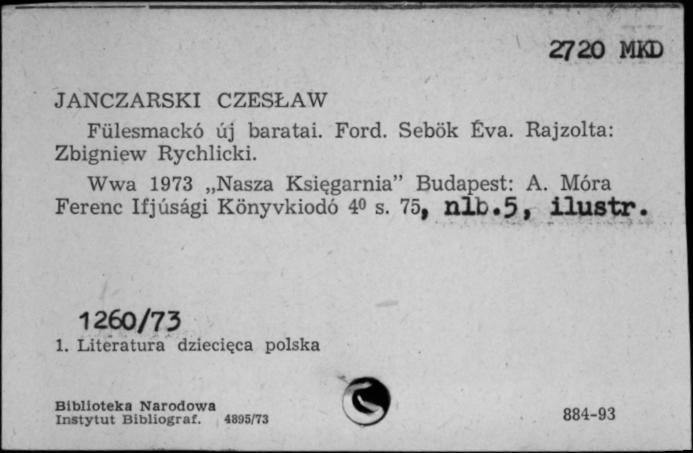 2720 MKD
JANCZARSKI CZESŁAW
Fülesmackó új baratai. Ford. Sebök Éva. Rajzolta:
Zbigniew Rychlicki.
Wwa 1973 „Nasza Księgarnia” Budapest: A. Móra
Ferenc Ifjúsági Könyvkiodó 4⁰ s. 75, nlb.5, ilustr.
1260/73
1. Literatura dziecięca polska
Biblioteka Narodowa
Instytut Bibliograf. 4895/73
884-93